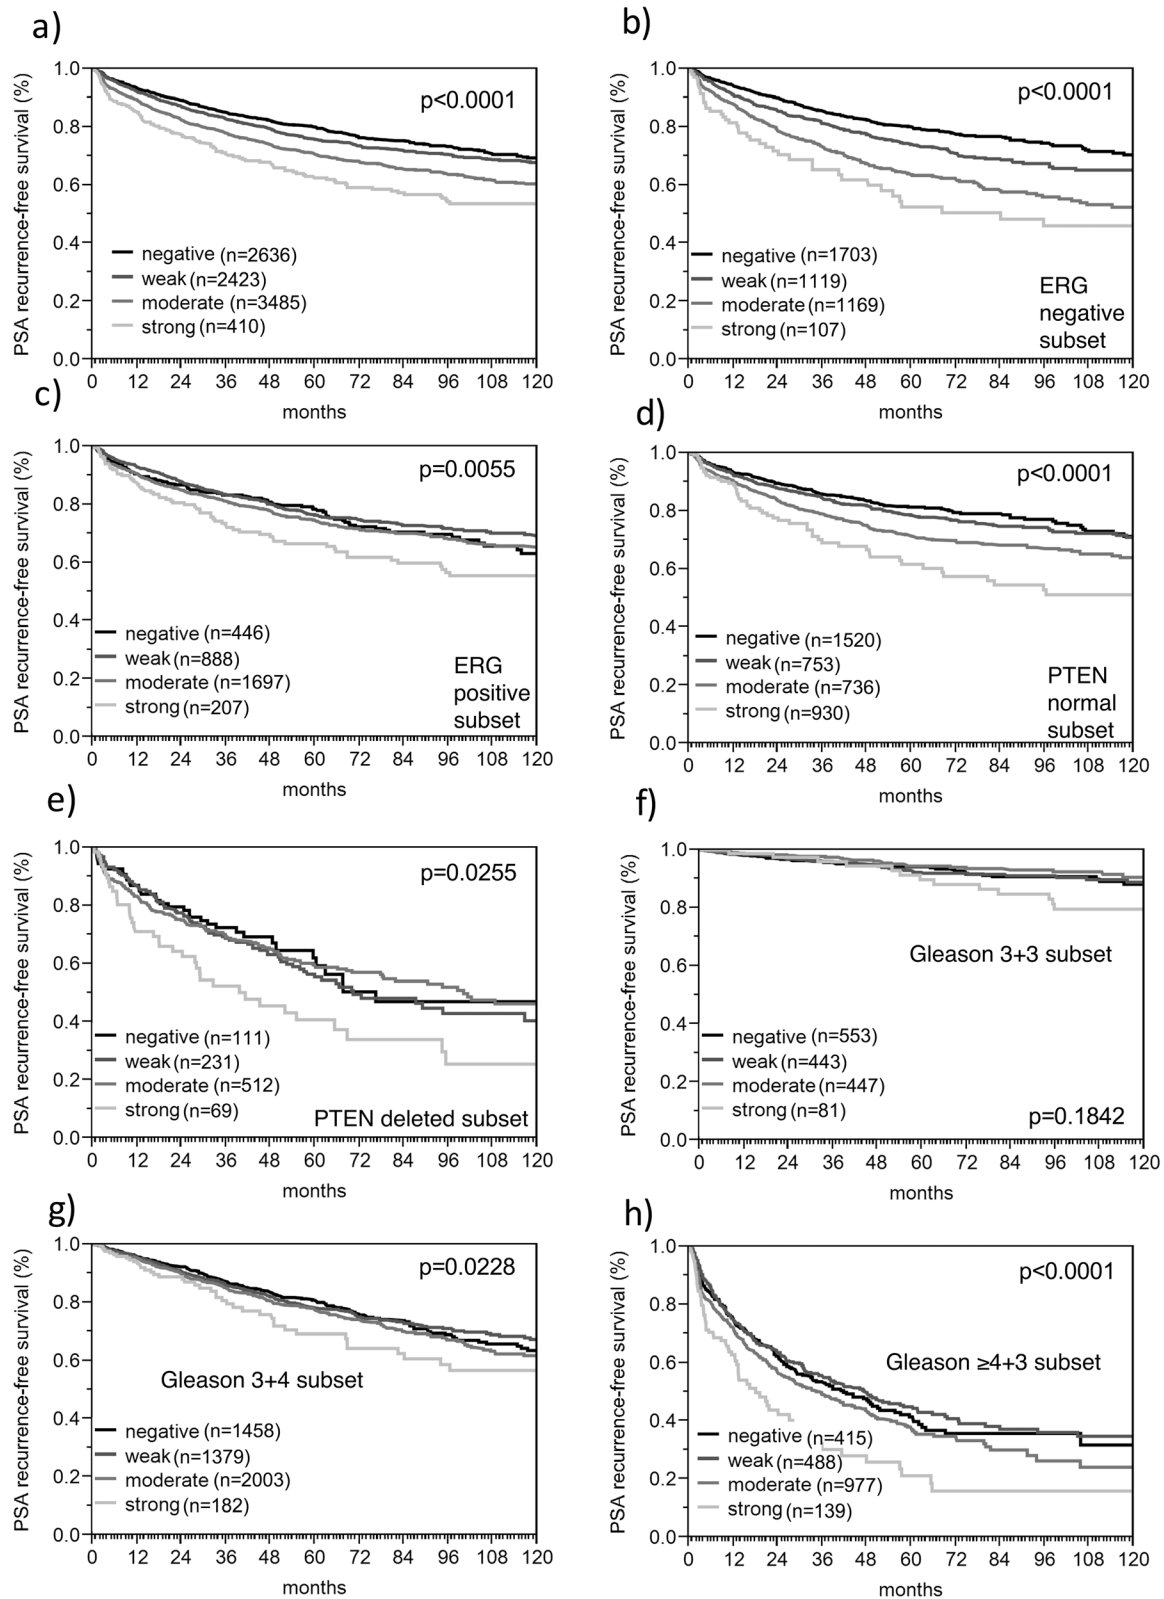 a)
PSA recurrence-free survival (%)
1.0
0.8
0.6
0.4
0.2
0.0
p<0.0001
negative (n=2636)
weak (n=2423)
moderate (n=3485)
strong (n=410)
0 12 24 36 48 60 72 84 96 108 120
months
b)
PSA recurrence-free survival (%)
1.0
0.8
0.6
0.4
0.2
0.0
p<0.0001
negative (n=1703)
weak (n=1119)
moderate (n=1169)
strong (n=107)
ERG
negative
subset
0 12 24 36 48 60 72 84 96 108 120
months
c)
PSA recurrence-free survival (%)
1.0
0.8
0.6
0.4
0.2
0.0
p=0.0055
negative (n=446)
weak (n=888)
moderate (n=1697)
strong (n=207)
ERG
positive
subset
0 12 24 36 48 60 72 84 96 108 120
months
d)
PSA recurrence-free survival (%)
1.0
0.8
0.6
0.4
0.2
0.0
p<0.0001
negative (n=1520)
weak (n=753)
moderate (n=736)
strong (n=930)
PTEN
normal
subset
0 12 24 36 48 60 72 84 96 108 120
months
e)
PSA recurrence-free survival (%)
1.0
0.8
0.6
0.4
0.2
0.0
p=0.0255
negative (n=111)
weak (n=231)
moderate (n=512)
strong (n=69)
PTEN deleted subset
0 12 24 36 48 60 72 84 96 108 120
months
f)
PSA recurrence-free survival (%)
1.0
0.8
0.6
0.4
0.2
0.0
Gleason 3+3 subset
negative (n=553)
weak (n=443)
moderate (n=447)
strong (n=81)
p=0.1842
0 12 24 36 48 60 72 84 96 108 120
months
g)
PSA recurrence-free survival (%)
1.0
0.8
0.6
0.4
0.2
0.0
p=0.0228
Gleason 3+4 subset
negative (n=1458)
weak (n=1379)
moderate (n=2003)
strong (n=182)
0 12 24 36 48 60 72 84 96 108 120
months
h)
PSA recurrence-free survival (%)
1.0
0.8
0.6
0.4
0.2
0.0
p<0.0001
Gleason ≥4+3 subset
negative (n=415)
weak (n=488)
moderate (n=977)
strong (n=139)
0 12 24 36 48 60 72 84 96 108 120
months